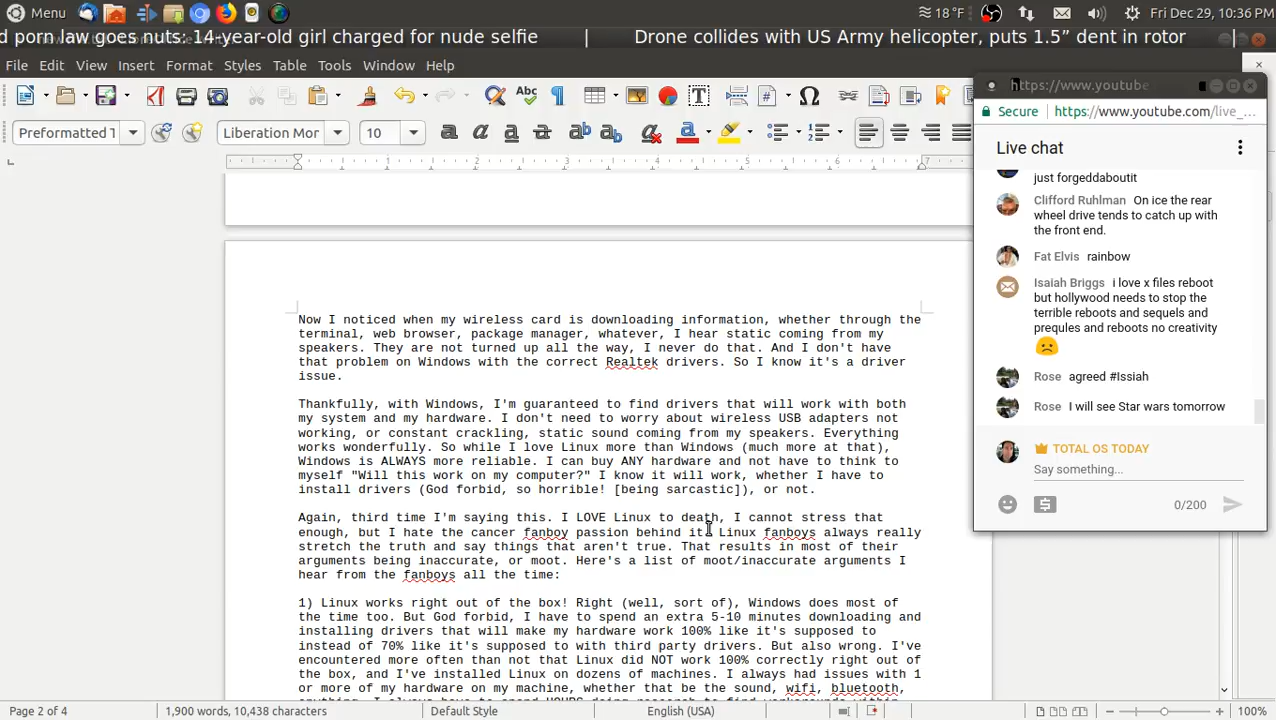 Menu
18 °F
Fri Dec 29, 10:36 PM
d porn law goes nuts: 14-year-old girl charged for nude selfie | Drone collides with US Army helicopter, puts 1.5” dent in rotor |
File Edit View Insert Format Styles Table Tools Window Help
Preformatted T
Liberation Mor
10
1 2 3 4 5 6 7
Now I noticed when my wireless card is downloading information, whether through the
terminal, web browser, package manager, whatever, I hear static coming from my
speakers. They are not turned up all the way, I never do that. And I don't have
that problem on Windows with the correct Realtek drivers. So I know it's a driver
issue.
Thankfully, with Windows, I'm guaranteed to find drivers that will work with both
my system and my hardware. I don't need to worry about wireless USB adapters not
working, or constant crackling, static sound coming from my speakers. Everything
works wonderfully. So while I love Linux more than Windows (much more at that),
Windows is ALWAYS more reliable. I can buy ANY hardware and not have to think to
myself "Will this work on my computer?" I know it will work, whether I have to
install drivers (God forbid, so horrible! [being sarcastic]), or not.
Again, third time I'm saying this. I LOVE Linux to death, I cannot stress that
enough, but I hate the cancer fanboy passion behind it. Linux fanboys always really
stretch the truth and say things that aren't true. That results in most of their
arguments being inaccurate, or moot. Here's a list of moot/inaccurate arguments I
hear from the fanboys all the time:
1) Linux works right out of the box! Right (well, sort of), Windows does most of
the time too. But God forbid, I have to spend an extra 5-10 minutes downloading and
installing drivers that will make my hardware work 100% like it's supposed to
instead of 70% like it's supposed to with third party drivers. But also wrong. I've
encountered more often than not that Linux did NOT work 100% correctly right out of
the box, and I've installed Linux on dozens of machines. I always had issues with 1
or more of my hardware on my machine, whether that be the sound, wifi, bluetooth,
https://www.youtube
Secure https://www.youtube.com/live_...
Live chat
just forgeddaboutit
Clifford Ruhlman On ice the rear
wheel drive tends to catch up with
the front end.
Fat Elvis rainbow
Isaiah Briggs i love x files reboot
but hollywood needs to stop the
terrible reboots and sequels and
prequles and reboots no creativity
Rose agreed #Issiah
Rose I will see Star wars tomorrow
TOTAL OS TODAY
Say something...
0/200
Page 2 of 4
1,900 words, 10,438 characters
Default Style
English (USA)
100%